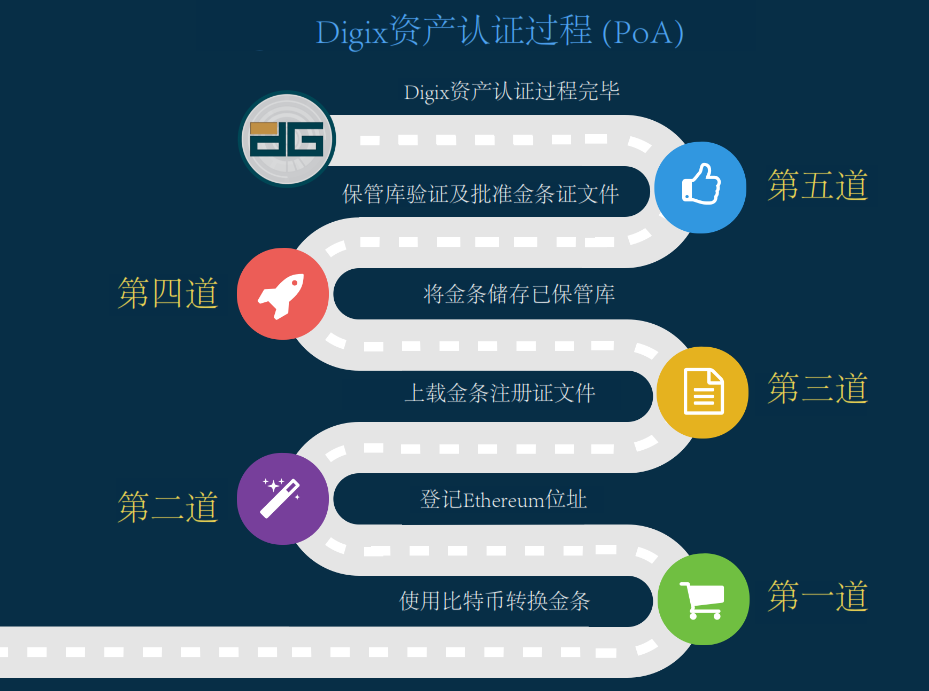 Digix资产认证过程 (PoA)
Digix资产认证过程完毕
DG
第五道
保管库验证及批准金条证文件
第四道
将金条储存已保管库
第三道
上载金条注册证文件
第二道
登记Ethereum位址
第一道
使用比特币转换金条